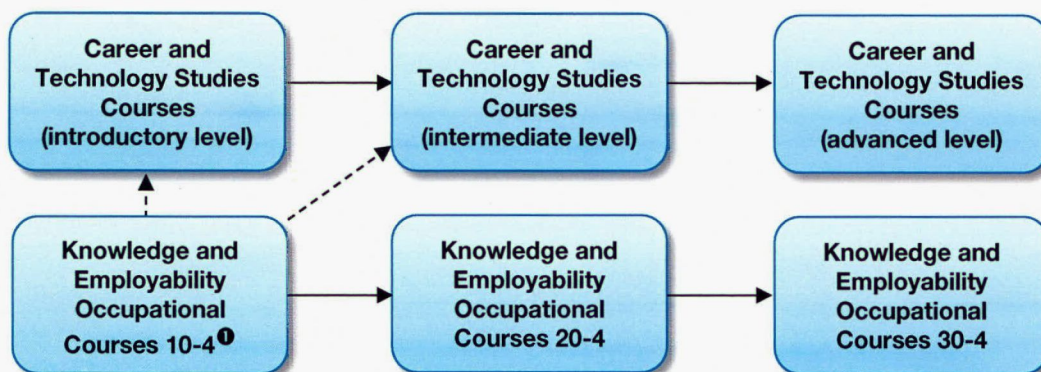 Career and
Technology Studies
Courses
(introductory level)
Career and
Technology Studies
Courses
(intermediate level)
Career and
Technology Studies
Courses
(advanced level)
Knowledge and
Employability
Occupational
Courses 10-4❶
Knowledge and
Employability
Occupational
Courses 20-4
Knowledge and
Employability
Occupational
Courses 30-4